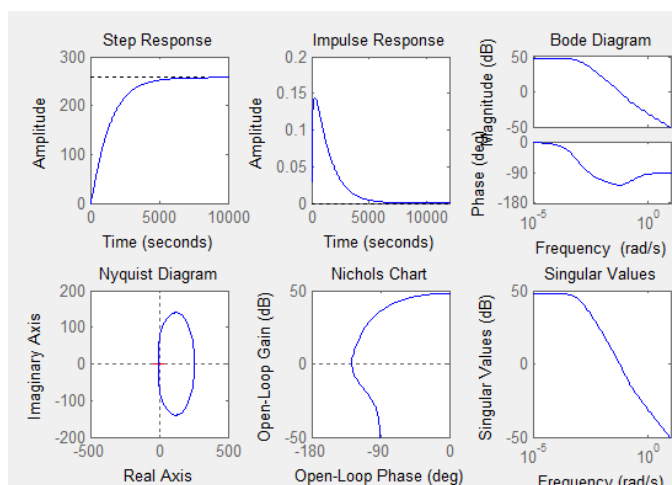 Step Response
300
200
100
0
Amplitude
0 5000 10000
Time (seconds)
Impulse Response
0.2
0.15
0.1
0.05
0
Amplitude
0 5000 10000
Time (seconds)
Bode Diagram
50
0
50
Magnitude (dB)
0
-90
-180
Phase (deg)
10^-5 10^0
Frequency (rad/s)
Nyquist Diagram
200
100
0
-100
-200
Imaginary Axis
-500 0 500
Real Axis
Nichols Chart
50
0
-50
Open-Loop Gain (dB)
-180 -90 0
Open-Loop Phase (deg)
Singular Values
50
0
-50
Singular Values (dB)
10^-5 10^0
Frequency (rad/s)